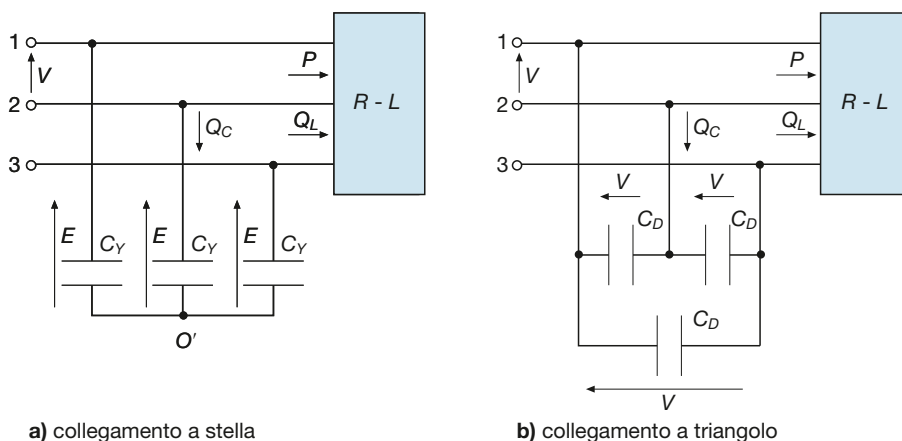 1
V
P
R - L
2
Q_C
Q_L
3
E
C_Y
E
C_Y
E
C_Y
O'
a) collegamento a stella
1
V
P
R - L
2
Q_C
Q_L
3
V
V
C_D
C_D
C_D
V
b) collegamento a triangolo